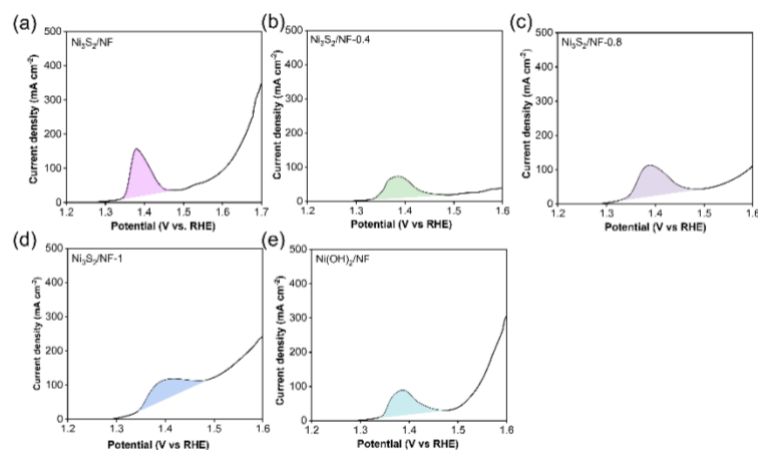 (a)
Ni₃S₂/NF
Current density (mA cm⁻²)
500
400
300
200
100
0
1.2 1.3 1.4 1.5 1.6 1.7
Potential (V vs. RHE)
(b)
Ni₃S₂/NF-0.4
Current density (mA cm⁻²)
500
400
300
200
100
0
1.2 1.3 1.4 1.5 1.6
Potential (V vs RHE)
(c)
Ni₃S₂/NF-0.8
Current density (mA cm⁻²)
500
400
300
200
100
0
1.2 1.3 1.4 1.5 1.6
Potential (V vs RHE)
(d)
Ni₃S₂/NF-1
Current density (mA cm⁻²)
500
400
300
200
100
0
1.2 1.3 1.4 1.5 1.6
Potential (V vs RHE)
(e)
Ni(OH)₂/NF
Current density (mA cm⁻²)
500
400
300
200
100
0
1.2 1.3 1.4 1.5 1.6
Potential (V vs RHE)